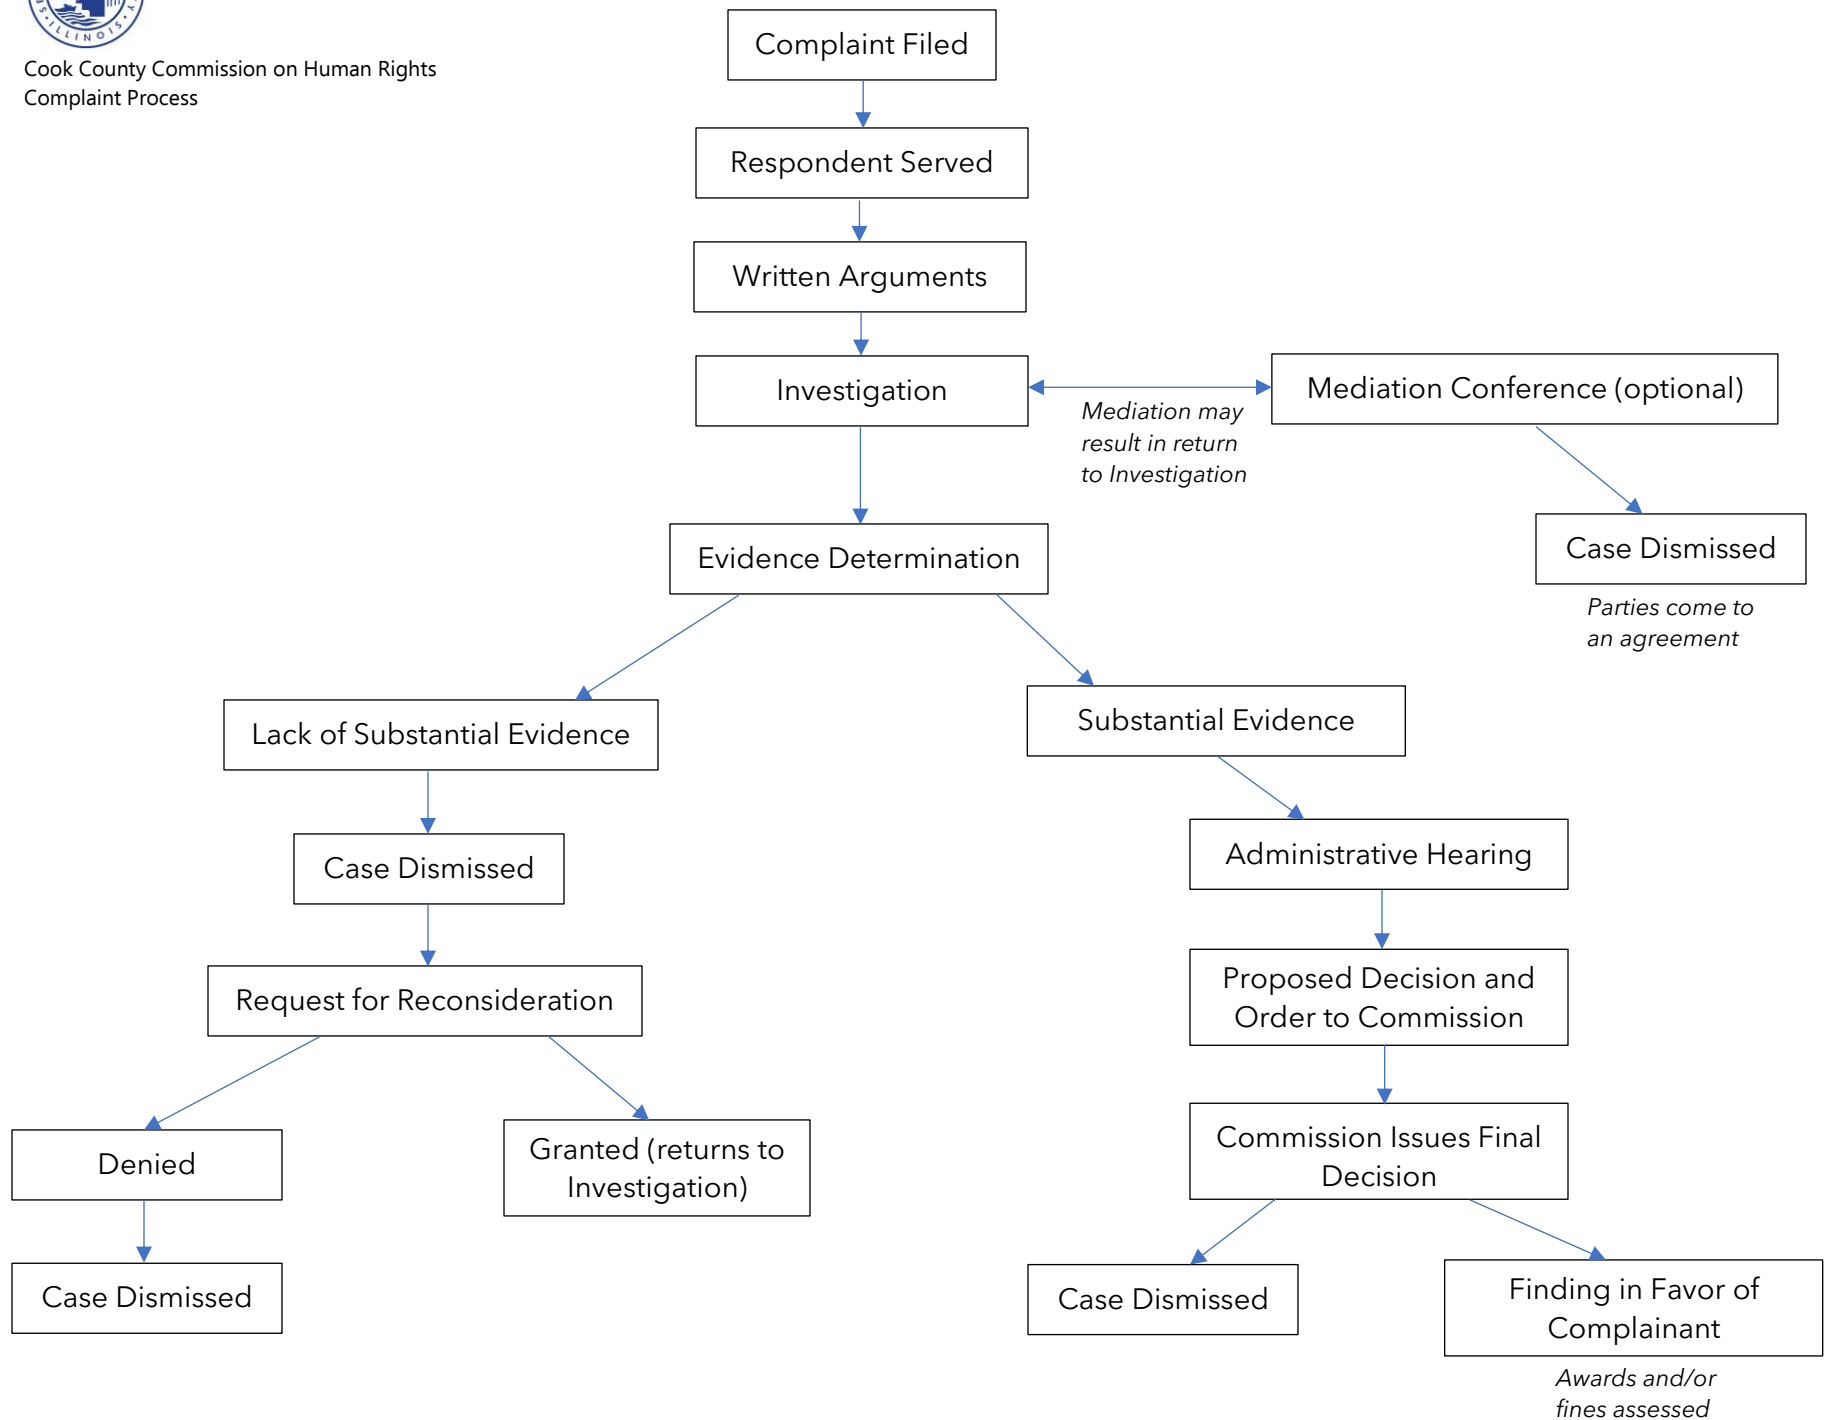 ILLINOIS
Cook County Commission on Human Rights
Complaint Process
Complaint Filed
Respondent Served
Written Arguments
Investigation
Mediation may
result in return
to Investigation
Mediation Conference (optional)
Case Dismissed
Parties come to
an agreement
Evidence Determination
Lack of Substantial Evidence
Substantial Evidence
Case Dismissed
Administrative Hearing
Request for Reconsideration
Proposed Decision and
Order to Commission
Denied
Granted (returns to
Investigation)
Commission Issues Final
Decision
Case Dismissed
Case Dismissed
Finding in Favor of
Complainant
Awards and/or
fines assessed